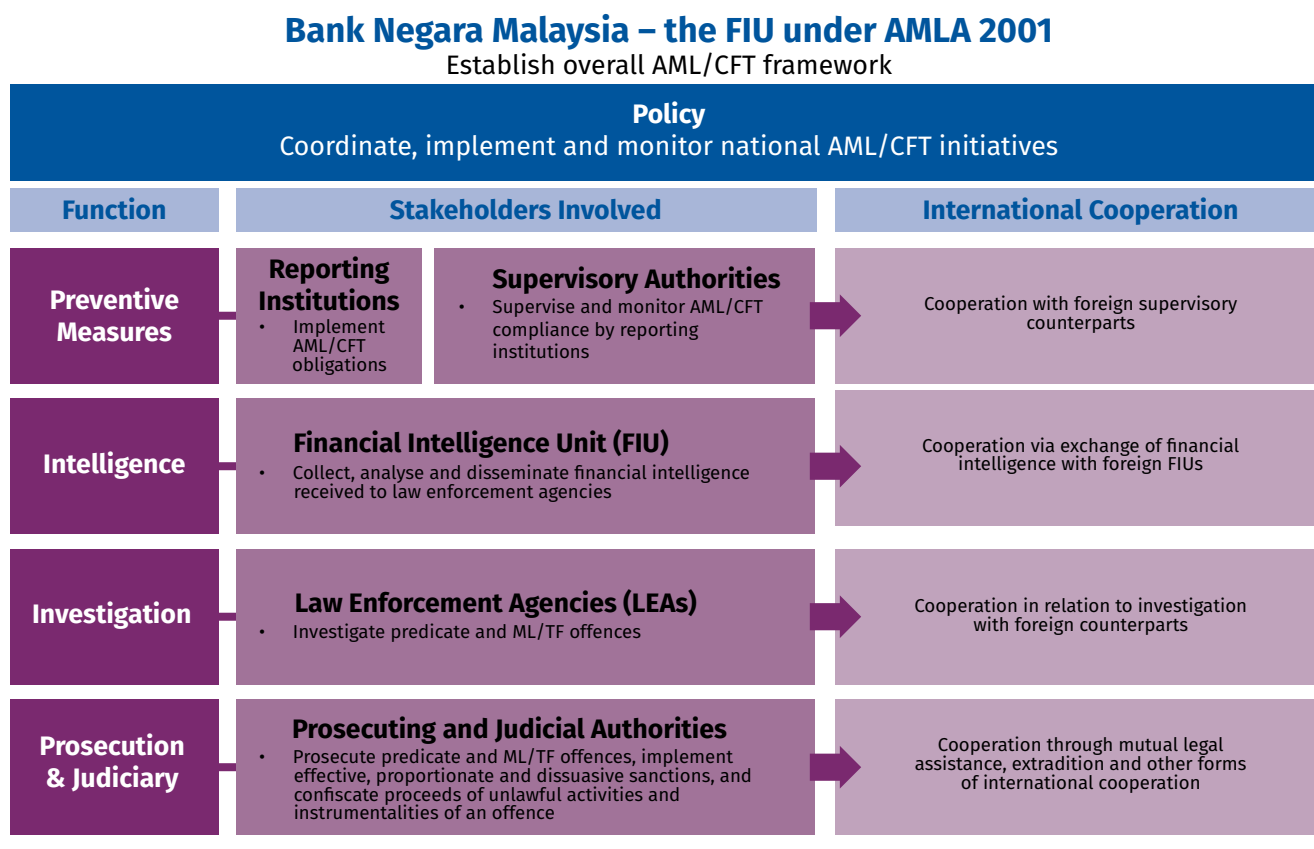 Bank Negara Malaysia – the FIU under AMLA 2001
Establish overall AML/CFT framework
Policy
Coordinate, implement and monitor national AML/CFT initiatives
Function
Stakeholders Involved
International Cooperation
Preventive
Measures
Reporting
Institutions
• Implement
AML/CFT
obligations
Supervisory Authorities
• Supervise and monitor AML/CFT
compliance by reporting
institutions
Cooperation with foreign supervisory
counterparts
Intelligence
Financial Intelligence Unit (FIU)
• Collect, analyse and disseminate financial intelligence
received to law enforcement agencies
Cooperation via exchange of financial
intelligence with foreign FIUs
Investigation
Law Enforcement Agencies (LEAs)
• Investigate predicate and ML/TF offences
Cooperation in relation to investigation
with foreign counterparts
Prosecution
& Judiciary
Prosecuting and Judicial Authorities
• Prosecute predicate and ML/TF offences, implement
effective, proportionate and dissuasive sanctions, and
confiscate proceeds of unlawful activities and
instrumentalities of an offence
Cooperation through mutual legal
assistance, extradition and other forms
of international cooperation